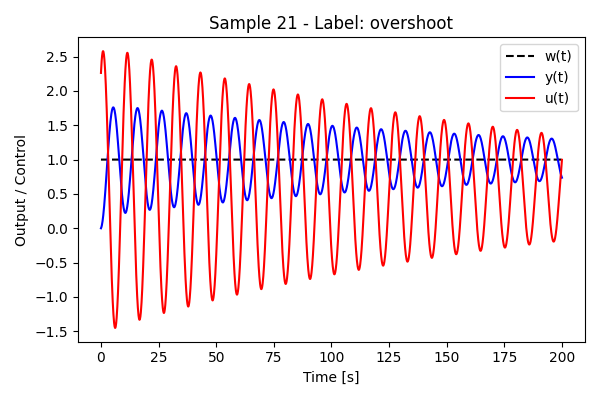 Sample 21 - Label: overshoot
w(t)
y(t)
u(t)
Output / Control
2.5
2.0
1.5
1.0
0.5
0.0
−0.5
−1.0
−1.5
0 25 50 75 100 125 150 175 200
Time [s]